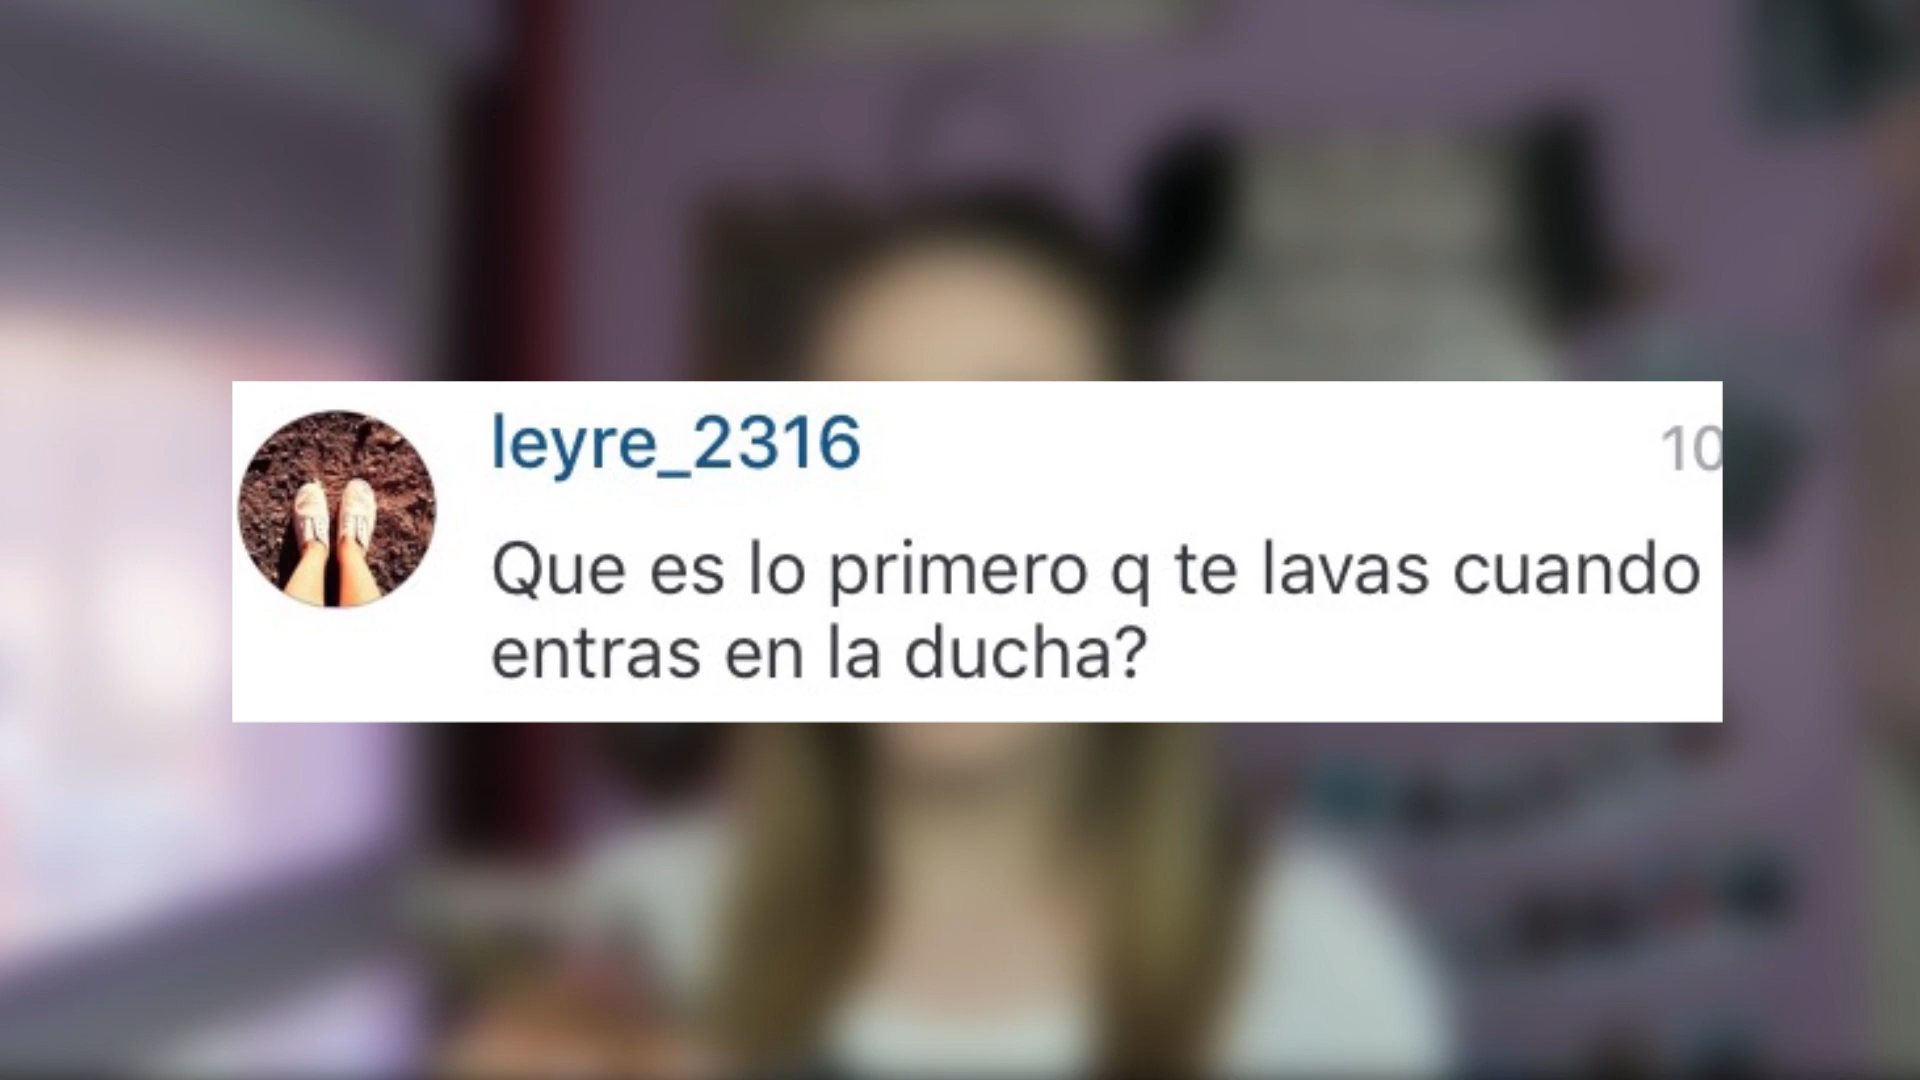 leyre_2316
10
Que es lo primero q te lavas cuando
entras en la ducha?